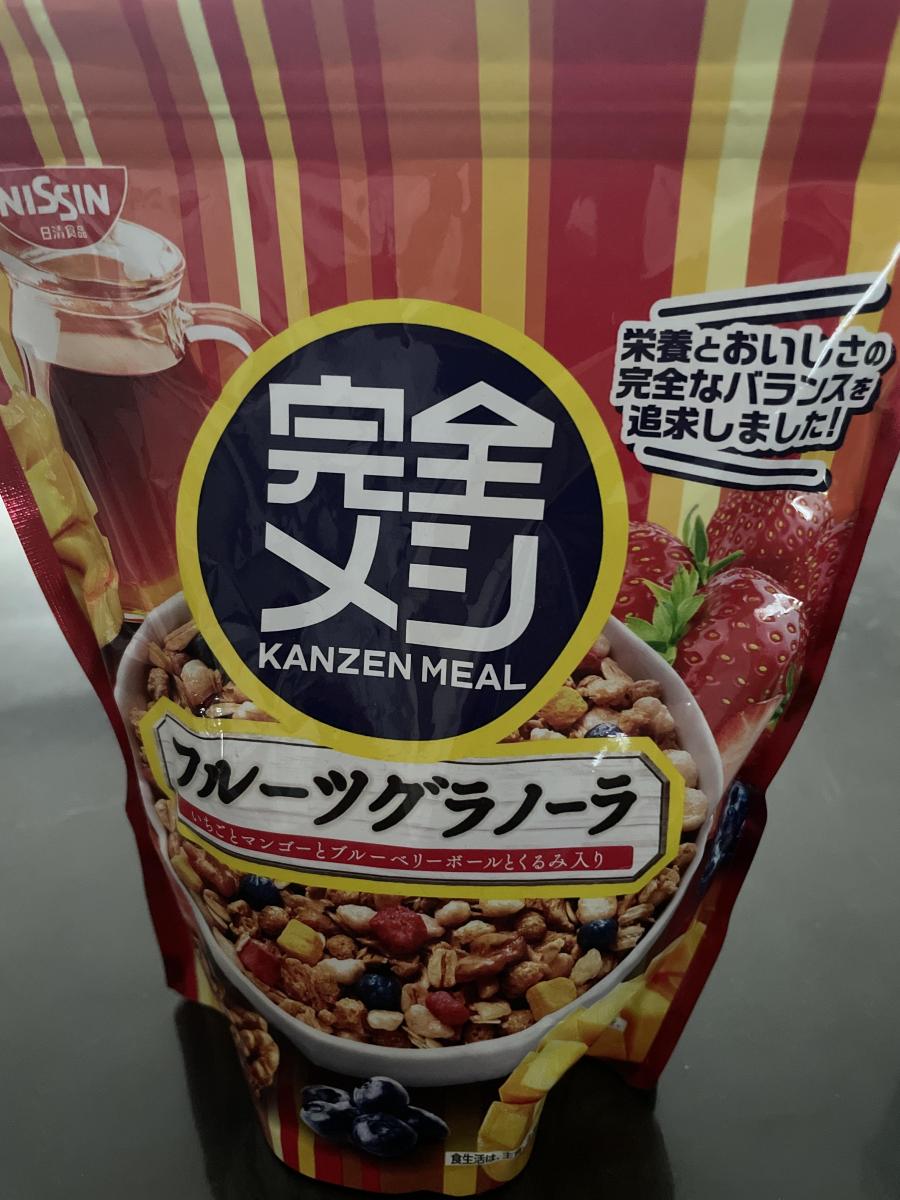 NISSIN
日清食品
栄養とおいしさの
完全なバランスを
追求しました!
完全
メシ
KANZEN MEAL
フルーツグラノーラ
いちごとマンゴーとブルーベリーボールとくるみ入り
食生活は、主